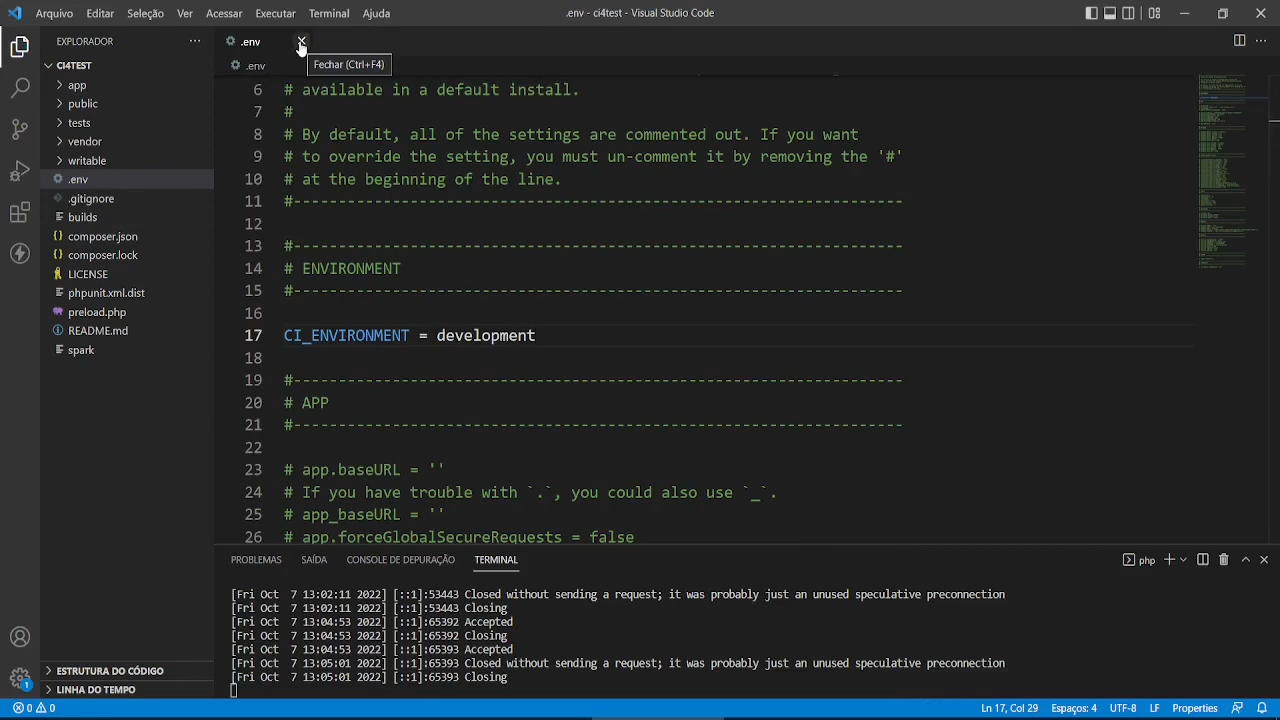 Arquivo Editar Seleção Ver Acessar Executar Terminal Ajuda
.env - ci4test - Visual Studio Code
EXPLORADOR
CI4TEST
app
public
tests
vendor
writable
.env
.gitignore
builds
composer.json
composer.lock
LICENSE
phpunit.xml.dist
preload.php
README.md
spark
ESTRUTURA DO CÓDIGO
LINHA DO TEMPO
.env
.env
Fechar (Ctrl+F4)
6 # available in a default install.
7 #
8 # By default, all of the settings are commented out. If you want
9 # to override the setting, you must un-comment it by removing the '#'
10 # at the beginning of the line.
11 #--------------------------------------------------------------------
12
13 #--------------------------------------------------------------------
14 # ENVIRONMENT
15 #--------------------------------------------------------------------
16
17 CI_ENVIRONMENT = development
18
19 #--------------------------------------------------------------------
20 # APP
21 #--------------------------------------------------------------------
22
23 # app.baseURL = ''
24 # If you have trouble with `.`, you could also use `_`.
25 # app_baseURL = ''
26 # app.forceGlobalSecureRequests = false
PROBLEMAS SAÍDA CONSOLE DE DEPURAÇÃO TERMINAL
php
[Fri Oct 7 13:02:11 2022] [::1]:53443 Closed without sending a request; it was probably just an unused speculative preconnection
[Fri Oct 7 13:02:11 2022] [::1]:53443 Closing
[Fri Oct 7 13:04:53 2022] [::1]:65392 Accepted
[Fri Oct 7 13:04:53 2022] [::1]:65392 Closing
[Fri Oct 7 13:04:53 2022] [::1]:65393 Accepted
[Fri Oct 7 13:05:01 2022] [::1]:65393 Closed without sending a request; it was probably just an unused speculative preconnection
[Fri Oct 7 13:05:01 2022] [::1]:65393 Closing
1
0 0
Ln 17, Col 29 Espaços: 4 UTF-8 LF Properties